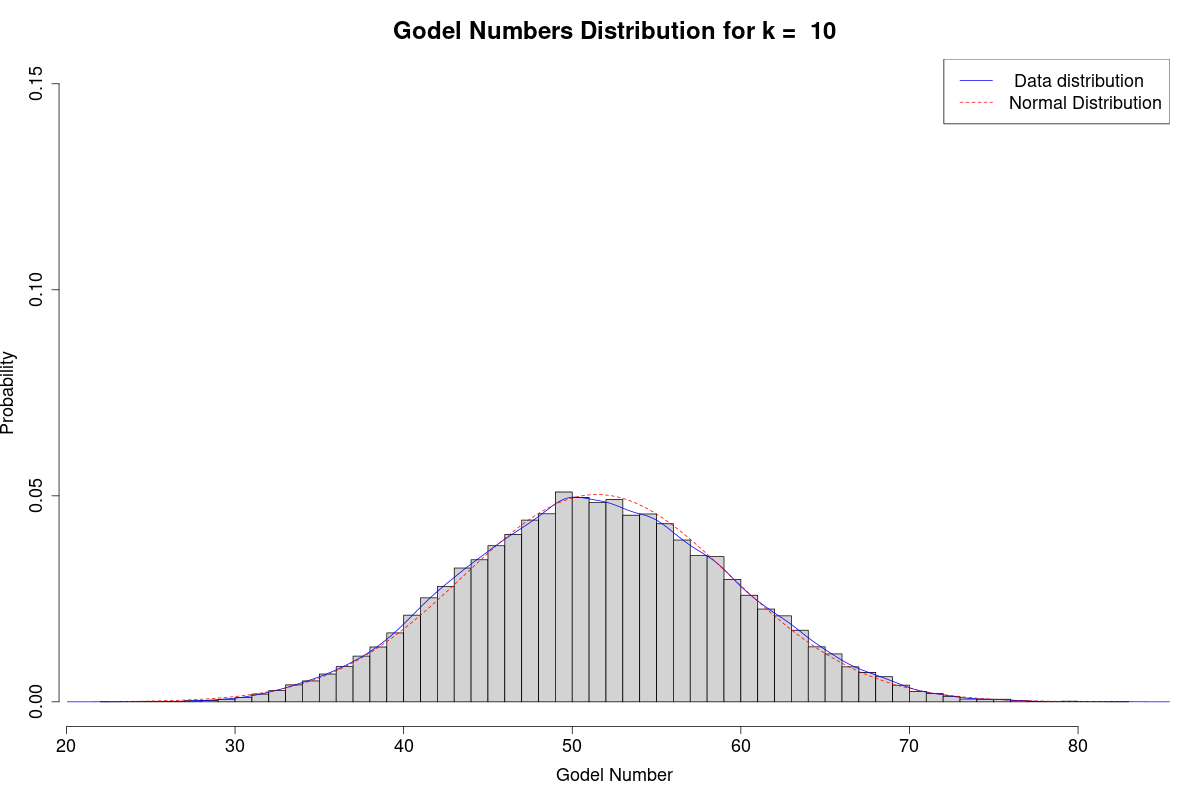 Godel Numbers Distribution for k =  10
Data distribution
Normal Distribution
Probability
0.15
0.10
0.05
0.00
20 30 40 50 60 70 80
Godel Number